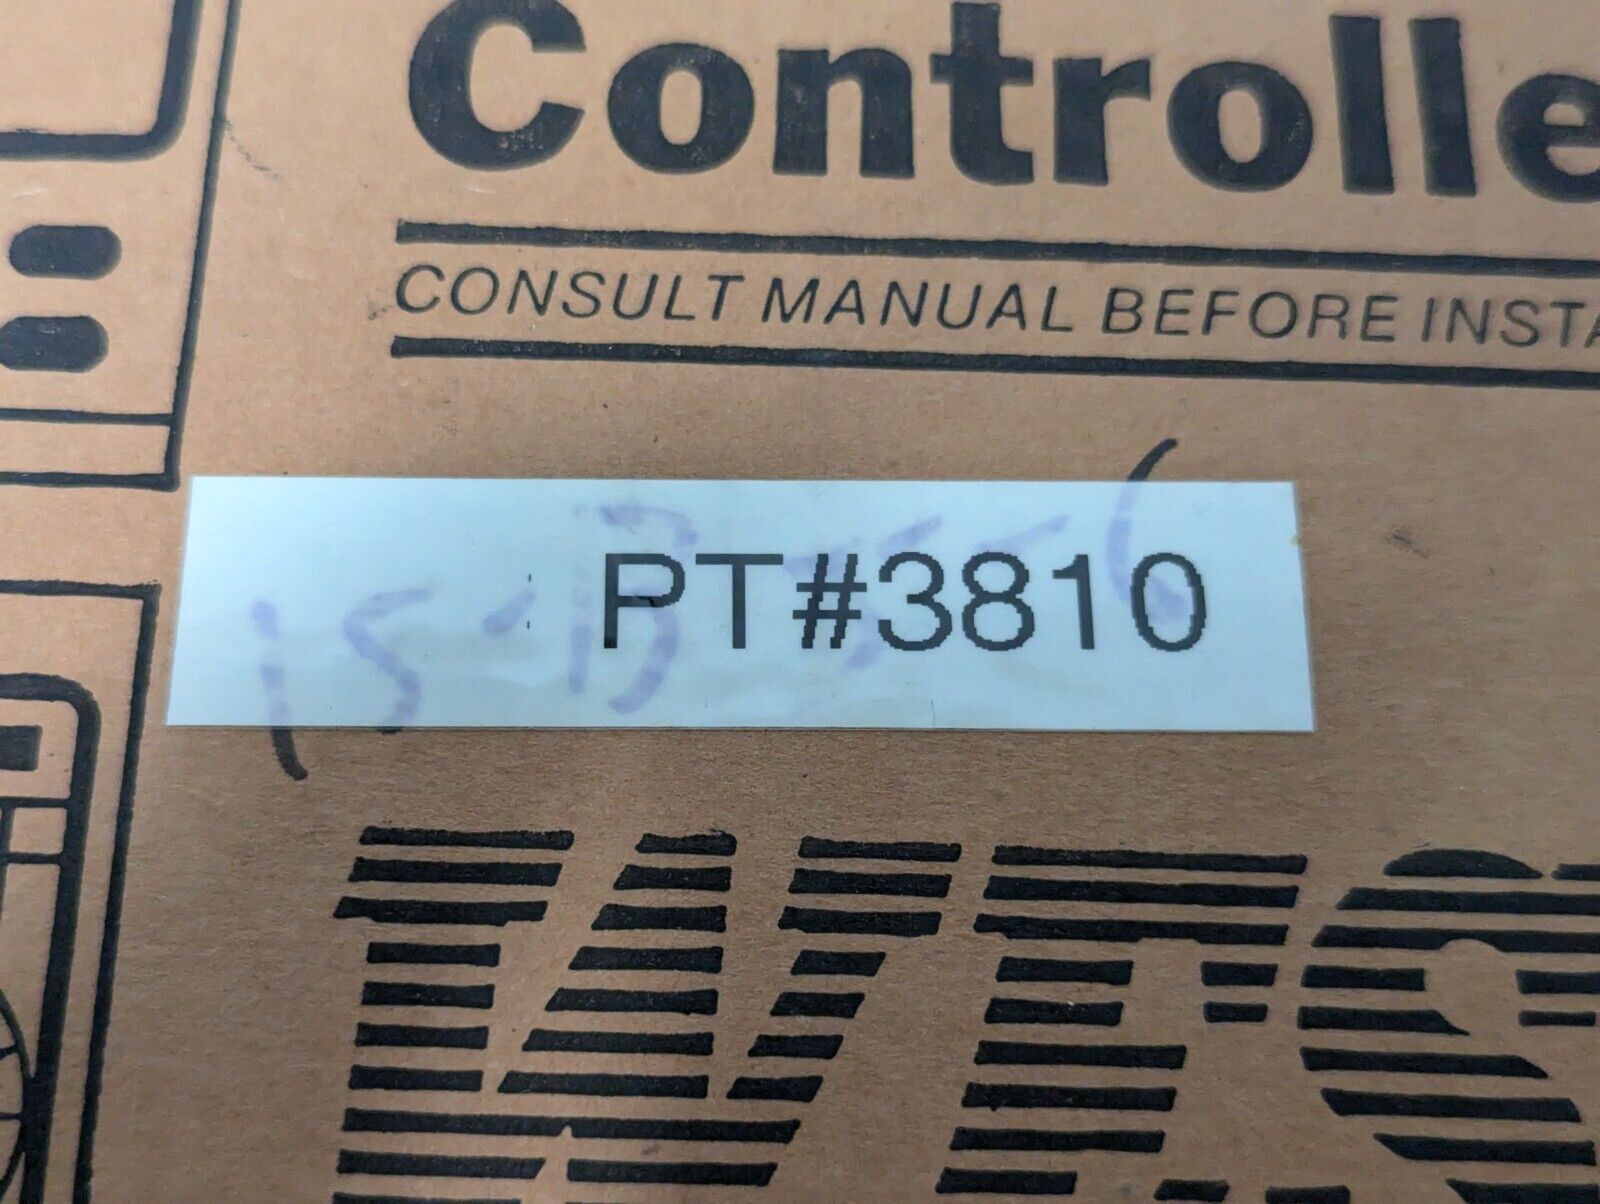 Controlle
CONSULT MANUAL BEFORE INSTA
PT#3810